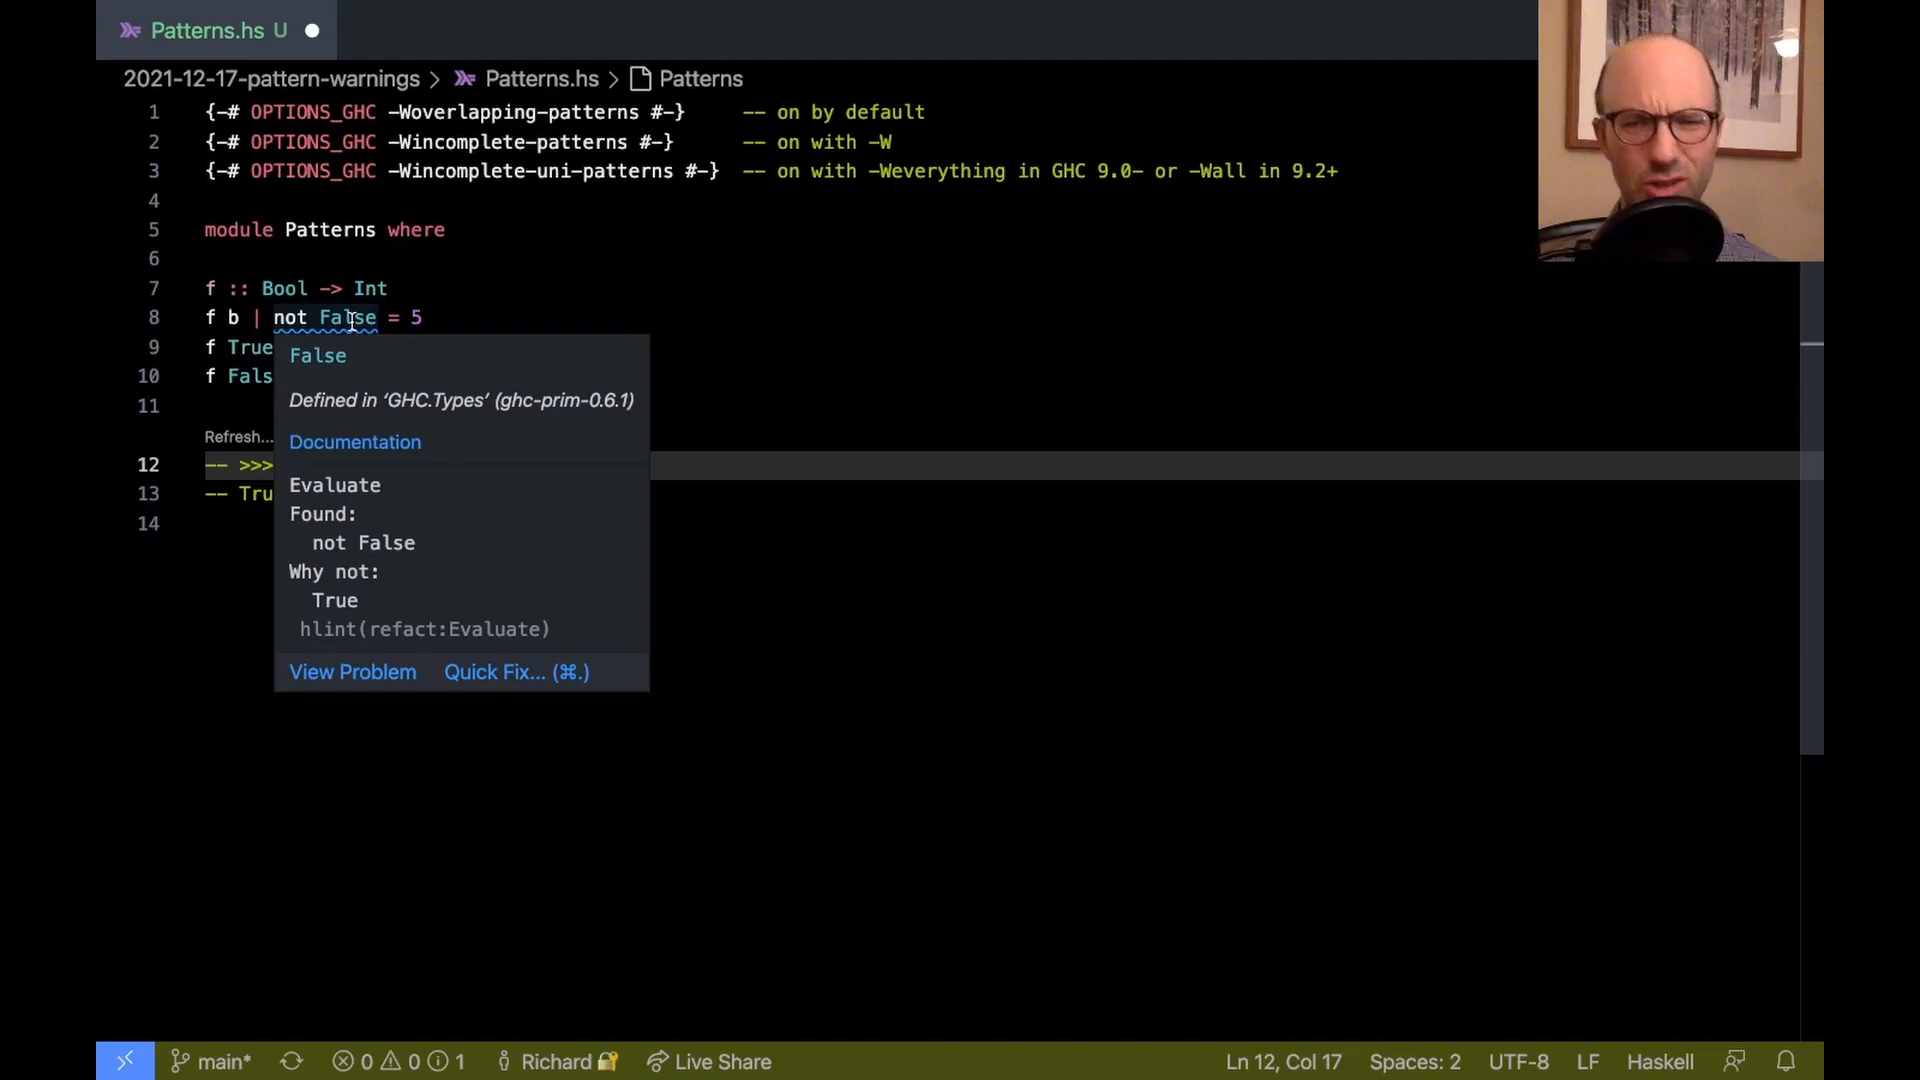 Patterns.hs U
2021-12-17-pattern-warnings > Patterns.hs > Patterns
1 {-# OPTIONS_GHC -Woverlapping-patterns #-} -- on by default
2 {-# OPTIONS_GHC -Wincomplete-patterns #-} -- on with -W
3 {-# OPTIONS_GHC -Wincomplete-uni-patterns #-} -- on with -Weverything in GHC 9.0- or -Wall in 9.2+
4
5 module Patterns where
6
7 f :: Bool -> Int
8 f b | not False = 5
9 f True
10 f Fals
11
Refresh...
12 -- >>>
13 -- Tru
14
False
Defined in ‘GHC.Types’ (ghc-prim-0.6.1)
Documentation
Evaluate
Found:
not False
Why not:
True
hlint(refact:Evaluate)
View Problem Quick Fix... (⌘.)
main* 0 0 1 Richard Live Share Ln 12, Col 17 Spaces: 2 UTF-8 LF Haskell